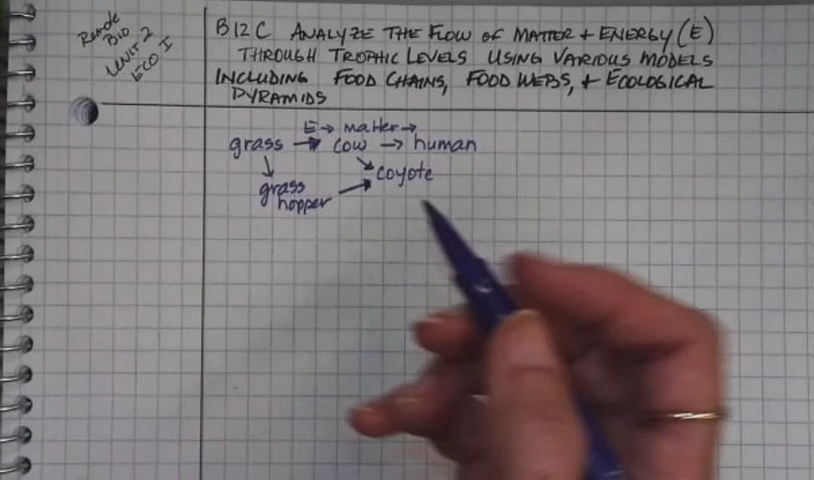 Remote
BIO
UNIT 2
ECO I
B12C ANALYZE THE FLOW OF MATTER + ENERGY (E)
THROUGH TROPHIC LEVELS USING VARIOUS MODELS
INCLUDING FOOD CHAINS, FOOD WEBS, + ECOLOGICAL
PYRAMIDS
E → matter →
grass → cow → human
↓ ↘ coyote
grass
hopper →